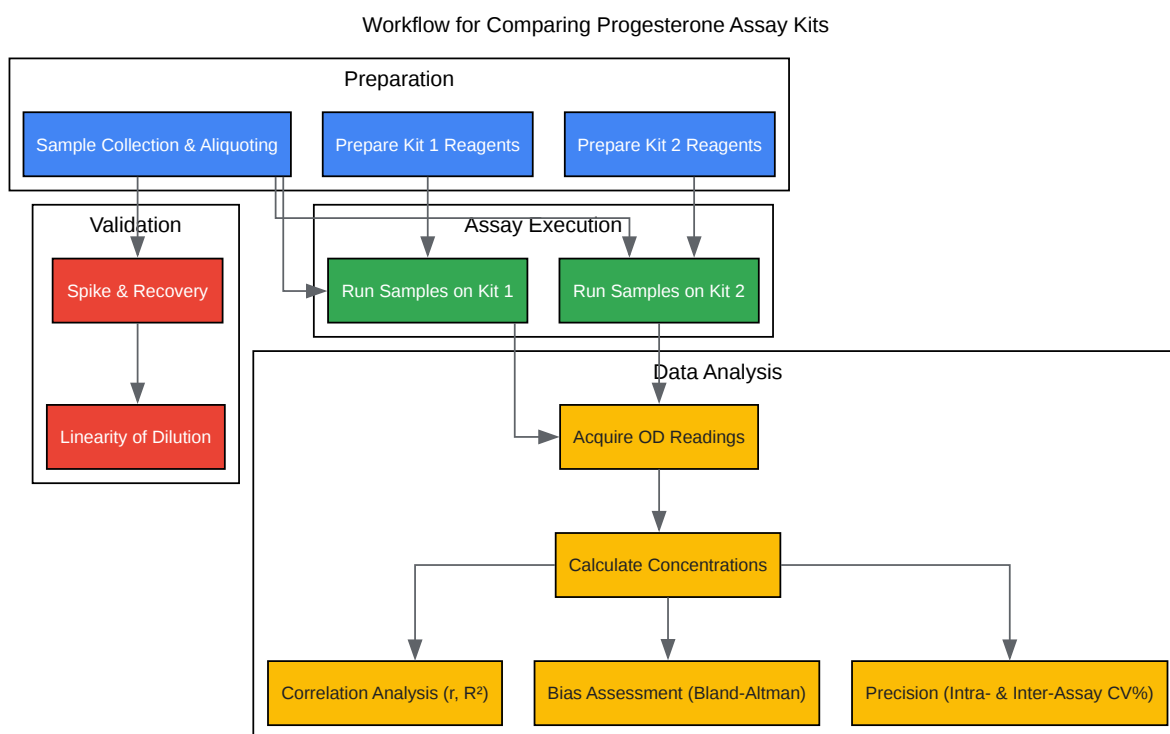 Workflow for Comparing Progesterone Assay Kits
Preparation
Sample Collection & Aliquoting
Prepare Kit 1 Reagents
Prepare Kit 2 Reagents
Validation
Assay Execution
Spike & Recovery
Run Samples on Kit 1
Run Samples on Kit 2
Data Analysis
Linearity of Dilution
Acquire OD Readings
Calculate Concentrations
Correlation Analysis (r, R²)
Bias Assessment (Bland-Altman)
Precision (Intra- & Inter-Assay CV%)